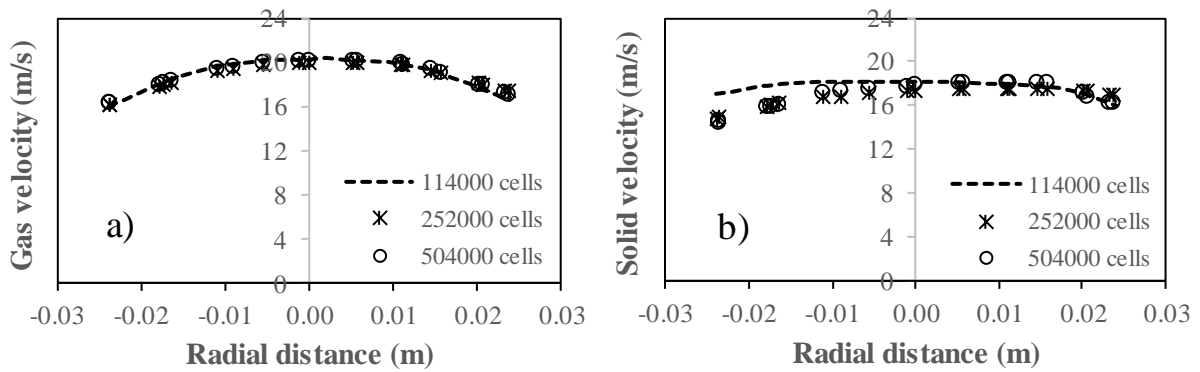 Gas velocity (m/s)
24
20
16
12
8
4
0
114000 cells
252000 cells
504000 cells
a)
-0.03 -0.02 -0.01 0.00 0.01 0.02 0.03
Radial distance (m)
Solid velocity (m/s)
24
20
16
12
8
4
0
114000 cells
252000 cells
504000 cells
b)
-0.03 -0.02 -0.01 0.00 0.01 0.02 0.03
Radial distance (m)